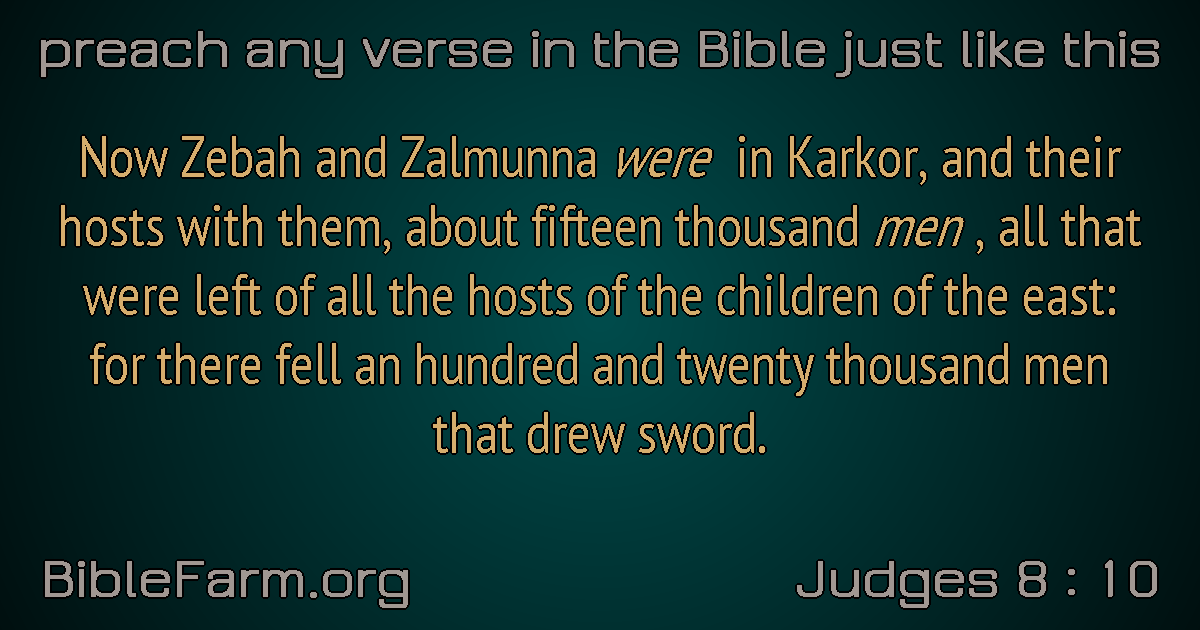 preach any verse in the Bible just like this
Now Zebah and Zalmunna were in Karkor, and their
hosts with them, about fifteen thousand men , all that
were left of all the hosts of the children of the east:
for there fell an hundred and twenty thousand men
that drew sword.
BibleFarm.org
Judges 8 : 10